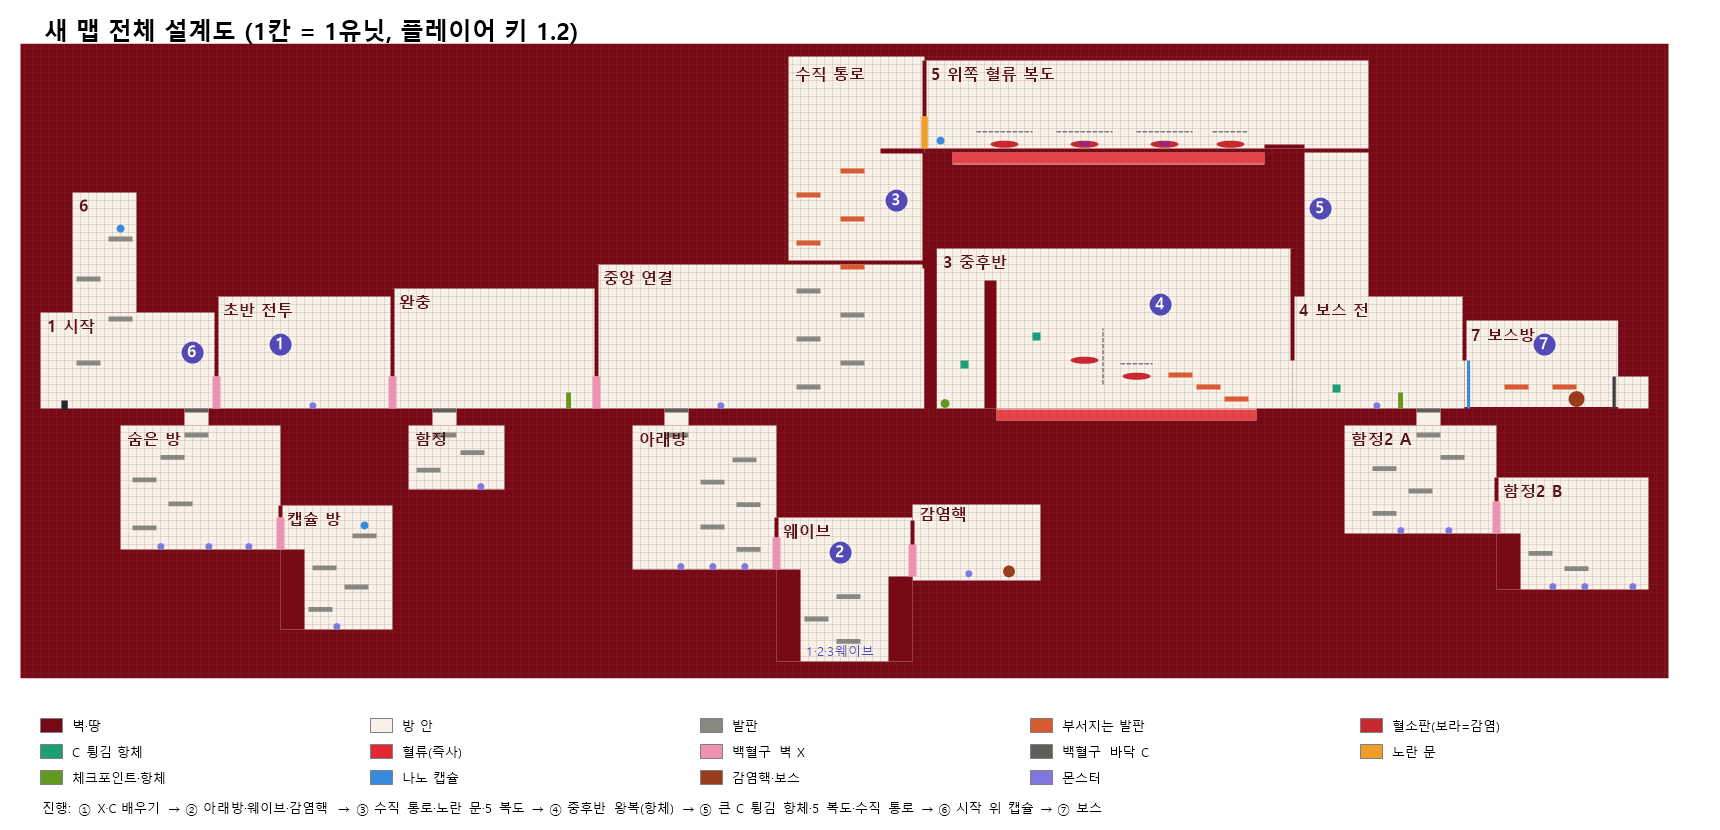 새 맵 전체 설계도 (1칸 = 1유닛, 플레이어 키 1.2)
수직 통로
5 위쪽 혈류 복도
6
3
5
3 중후반
중앙 연결
완충
초반 전투
1 시작
4
4 보스 전
7 보스방
7
6
1
숨은 방
함정
아래방
함정2 A
함정2 B
캡슐 방
웨이브
감염핵
2
1·2·3웨이브
벽·땅
방 안
발판
부서지는 발판
혈소판(보라=감염)
C 튕김 항체
혈류(즉사)
백혈구 벽 X
백혈구 바닥 C
노란 문
체크포인트·항체
나노 캡슐
감염핵·보스
몬스터
진행: ① X·C 배우기 → ② 아래방·웨이브·감염핵 → ③ 수직 통로·노란 문·5 복도 → ④ 중후반 왕복(항체) → ⑤ 큰 C 튕김 항체·5 복도·수직 통로 → ⑥ 시작 위 캡슐 → ⑦ 보스